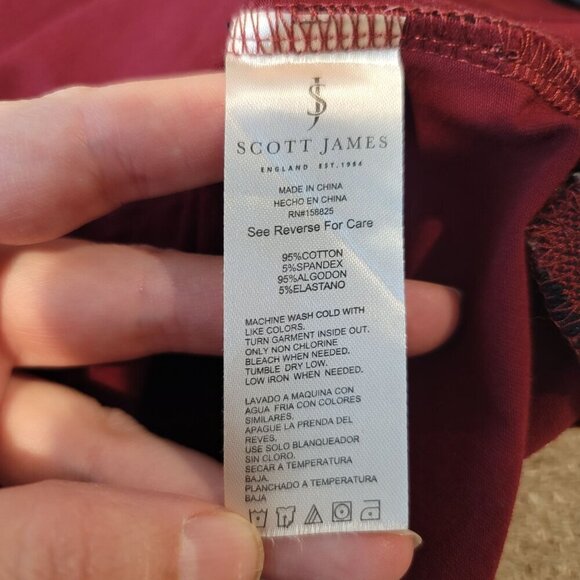 SJ
SCOTT JAMES
ENGLAND EST.1986
MADE IN CHINA
HECHO EN CHINA
RN#158825
See Reverse For Care
95%COTTON
5%SPANDEX
95%ALGODON
5%ELASTANO
MACHINE WASH COLD WITH
LIKE COLORS.
TURN GARMENT INSIDE OUT.
ONLY NON CHLORINE
BLEACH WHEN NEEDED.
TUMBLE DRY LOW.
LOW IRON WHEN NEEDED.
LAVADO A MAQUINA CON
AGUA FRIA CON COLORES
SIMILARES.
APAGUE LA PRENDA DEL
REVES.
USE SOLO BLANQUEADOR
SIN CLORO.
SECAR A TEMPERATURA
BAJA.
PLANCHADO A TEMPERATURA
BAJA